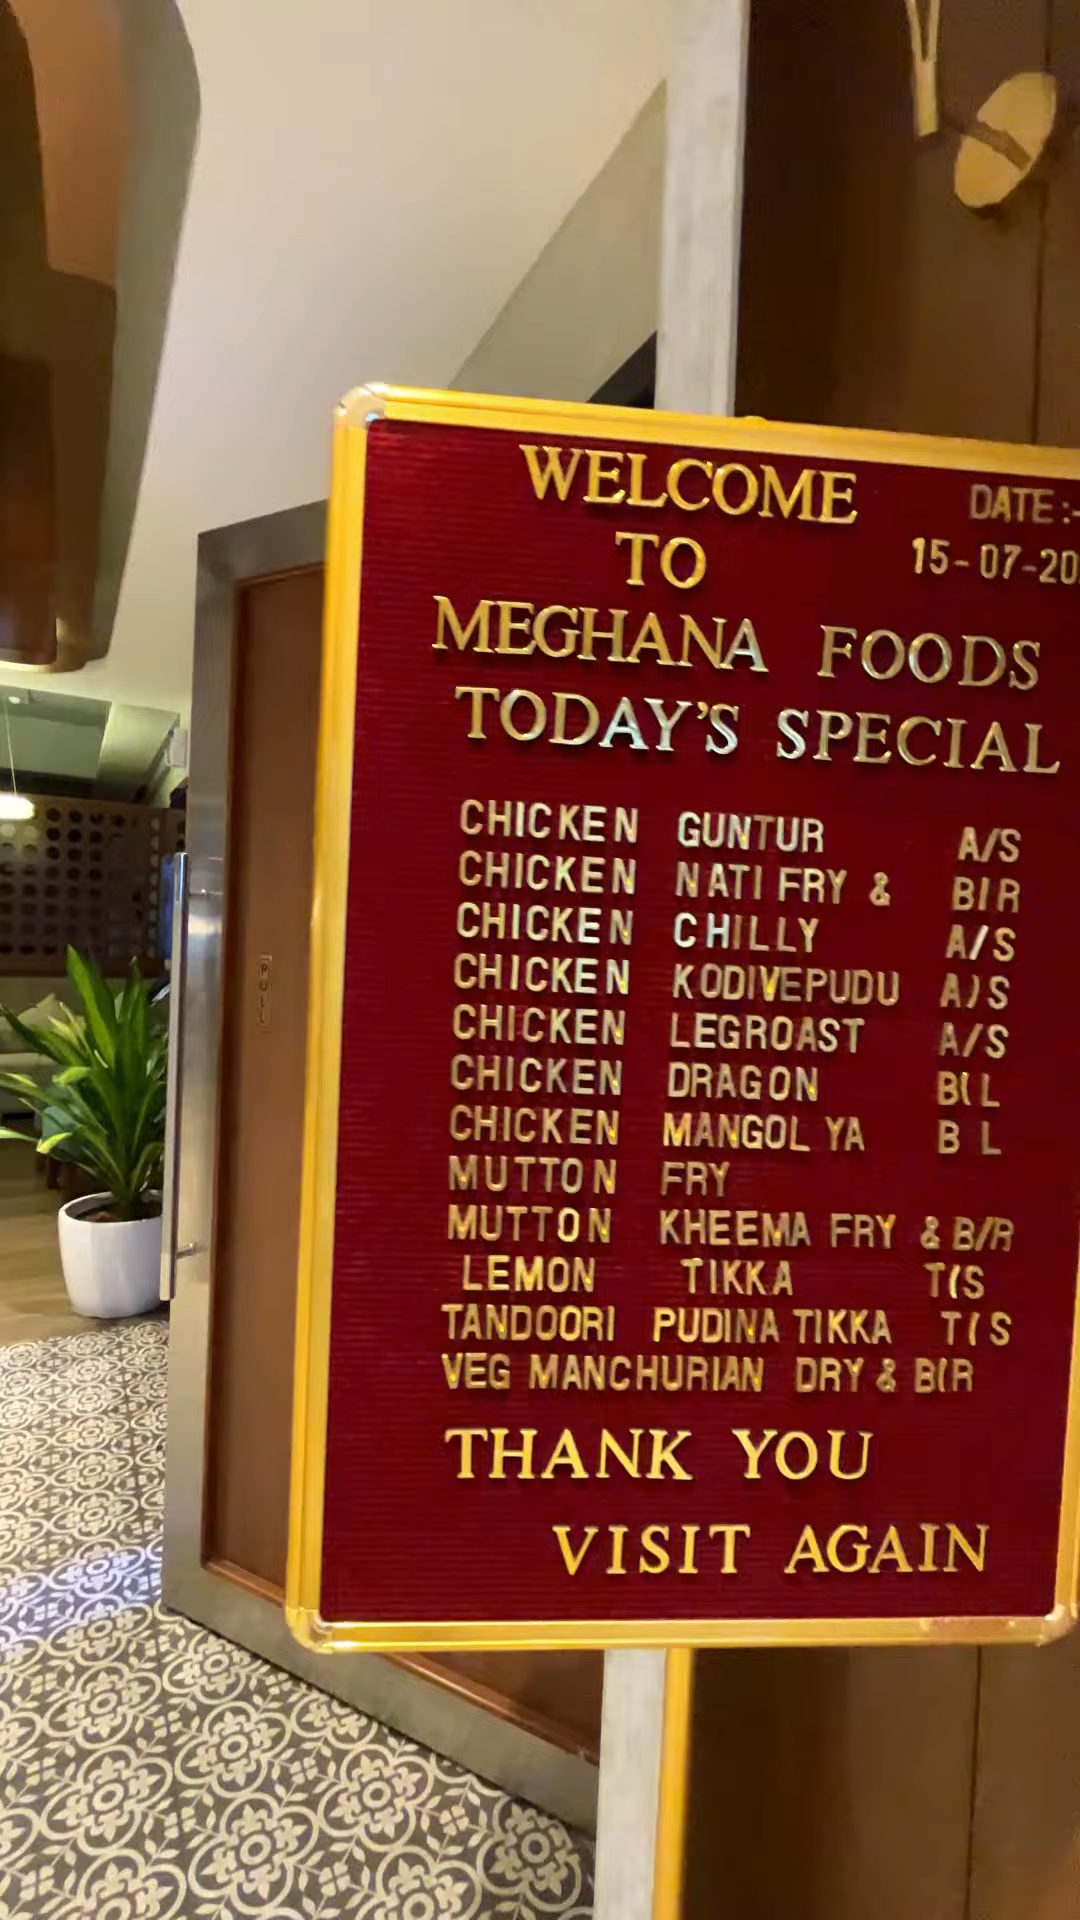 WELCOME
DATE:-
TO
15-07-20
MEGHANA FOODS
TODAY'S SPECIAL
CHICKEN GUNTUR A/S
CHICKEN NATI FRY & BIR
CHICKEN CHILLY A/S
CHICKEN KODIVEPUDU A)S
CHICKEN LEGROAST A/S
CHICKEN DRAGON B(L
CHICKEN MANGOLYA B L
MUTTON FRY
MUTTON KHEEMA FRY & B/R
LEMON TIKKA T(S
TANDOORI PUDINA TIKKA T(S
VEG MANCHURIAN DRY & B(R
THANK YOU
VISIT AGAIN
PULL